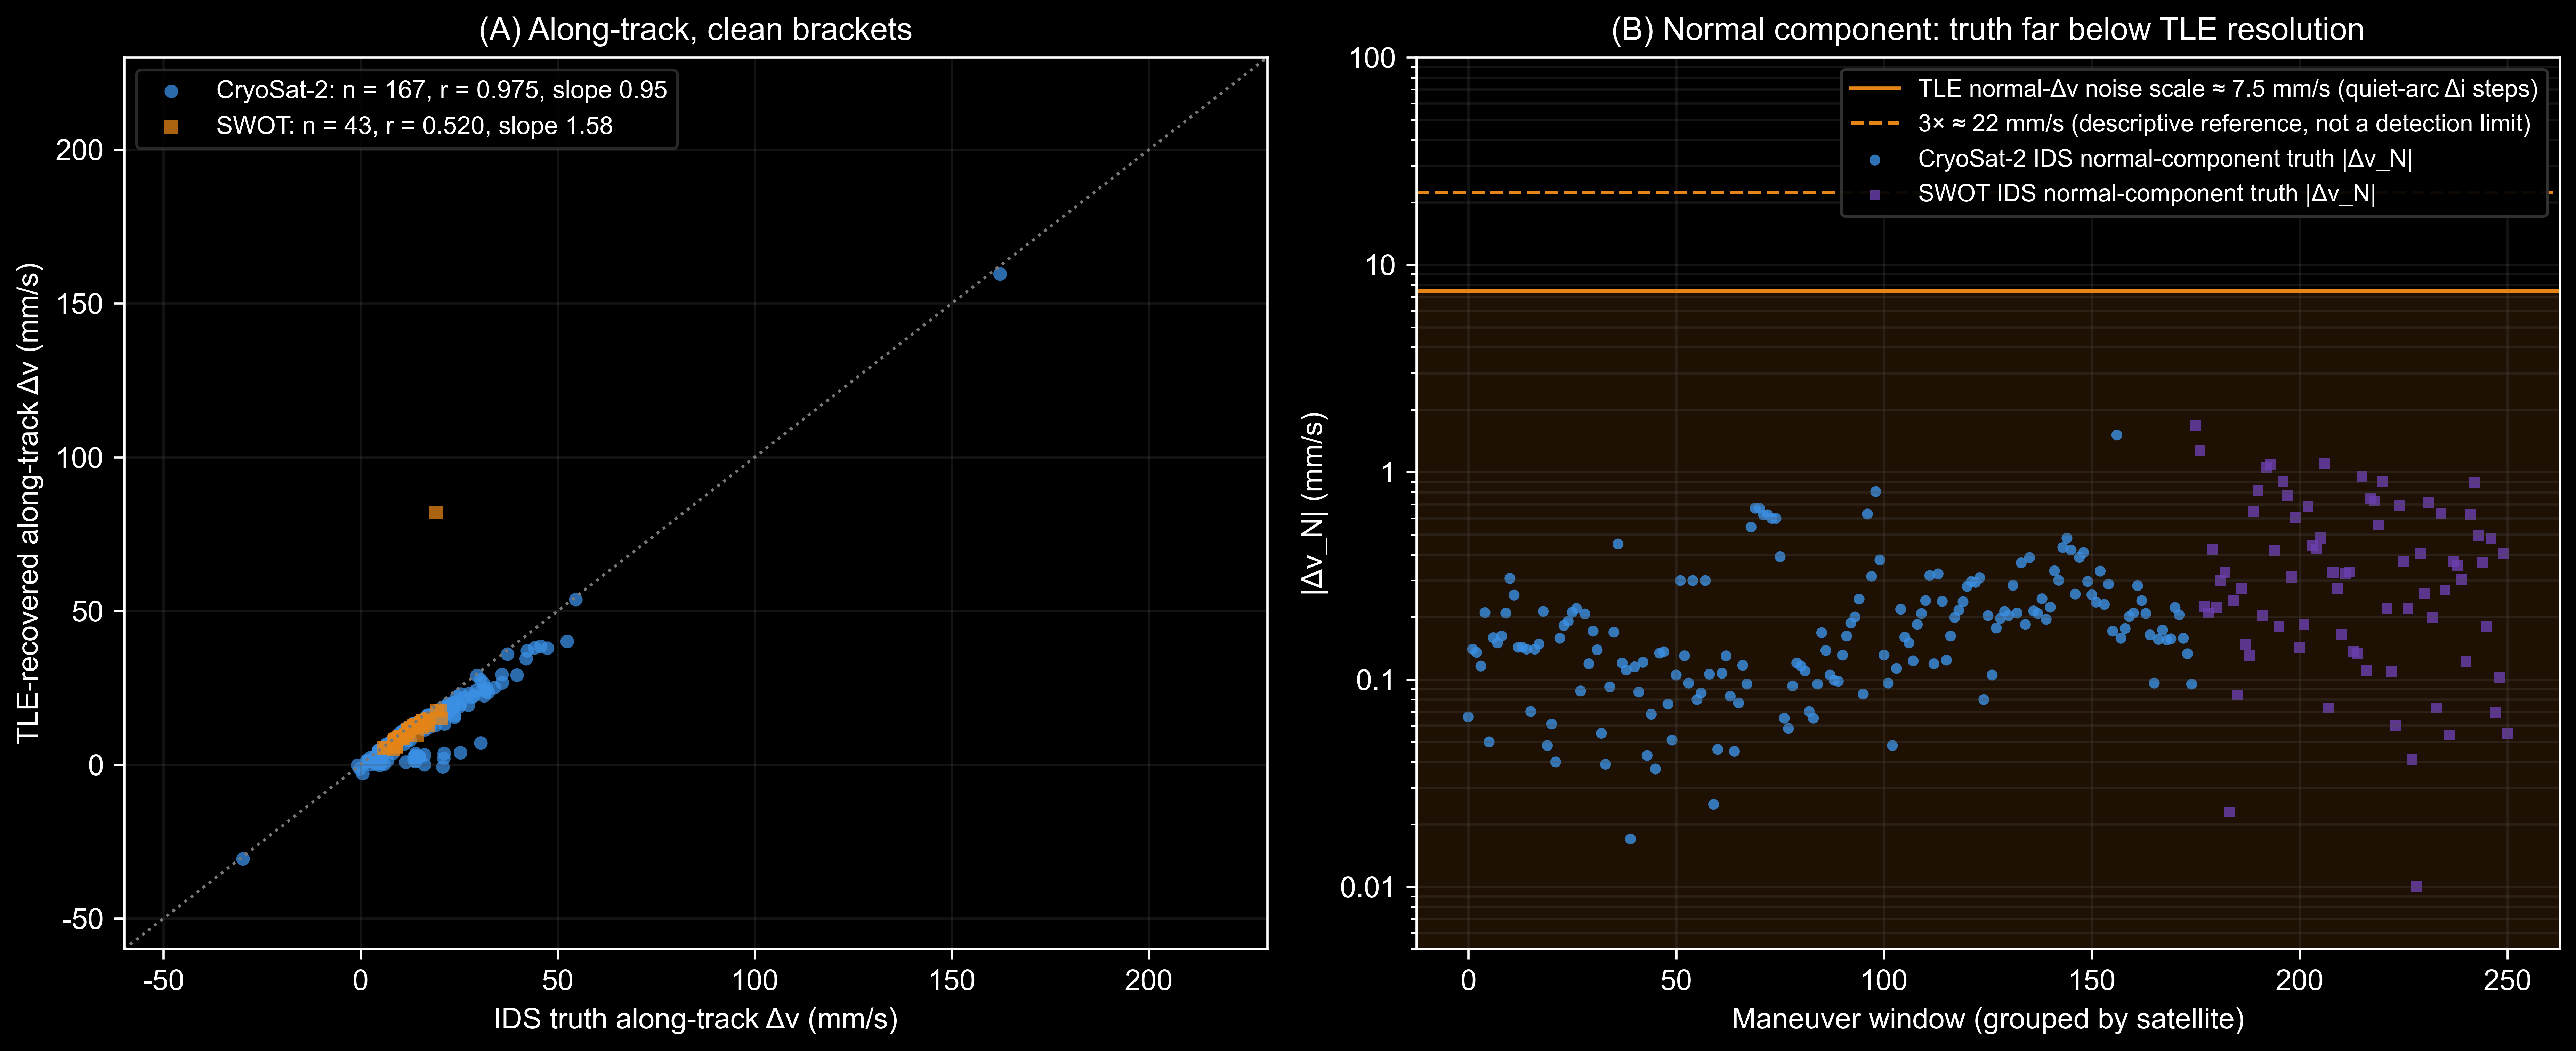 (A) Along-track, clean brackets
CryoSat-2: n = 167, r = 0.975, slope 0.95
SWOT: n = 43, r = 0.520, slope 1.58
200
150
100
50
0
-50
TLE-recovered along-track Δv (mm/s)
-50
0
50
100
150
200
IDS truth along-track Δv (mm/s)
(B) Normal component: truth far below TLE resolution
TLE normal-Δv noise scale ≈ 7.5 mm/s (quiet-arc Δi steps)
3× ≈ 22 mm/s (descriptive reference, not a detection limit)
CryoSat-2 IDS normal-component truth |Δv_N|
SWOT IDS normal-component truth |Δv_N|
100
10
1
0.1
0.01
|Δv_N| (mm/s)
0
50
100
150
200
250
Maneuver window (grouped by satellite)